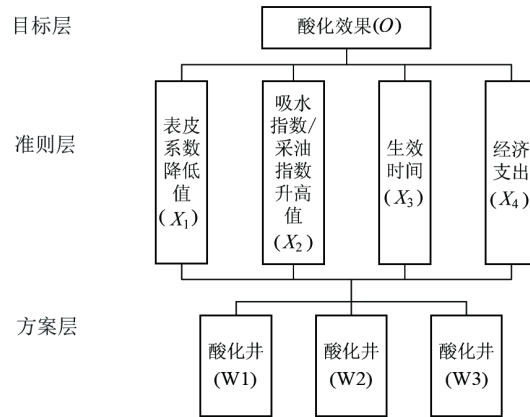 目标层
酸化效果(O)
准则层
表皮
系数
降低
值
(X₁)
吸水
指数/
采油
指数
升高
值
(X₂)
生效
时间
(X₃)
经济
支出
(X₄)
方案层
酸化井
(W1)
酸化井
(W2)
酸化井
(W3)